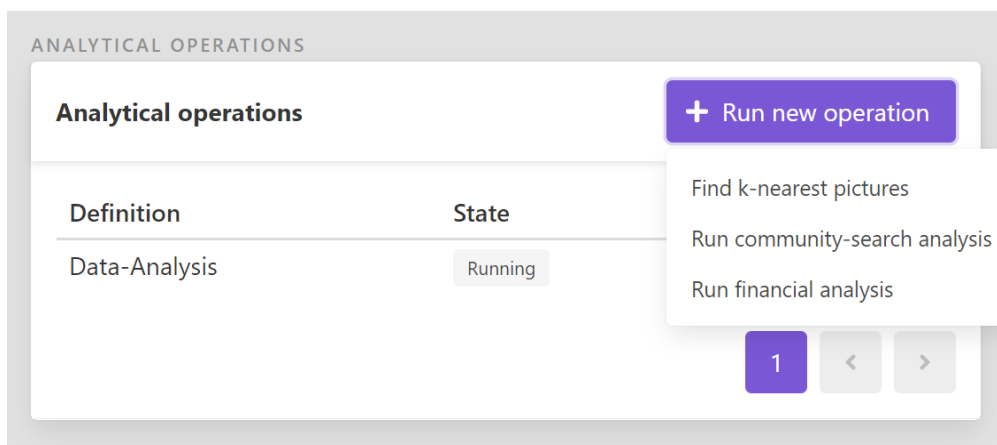 ANALYTICAL OPERATIONS
Analytical operations
Run new operation
Find k-nearest pictures
Run community-search analysis
Run financial analysis
Definition State
Data-Analysis Running
1